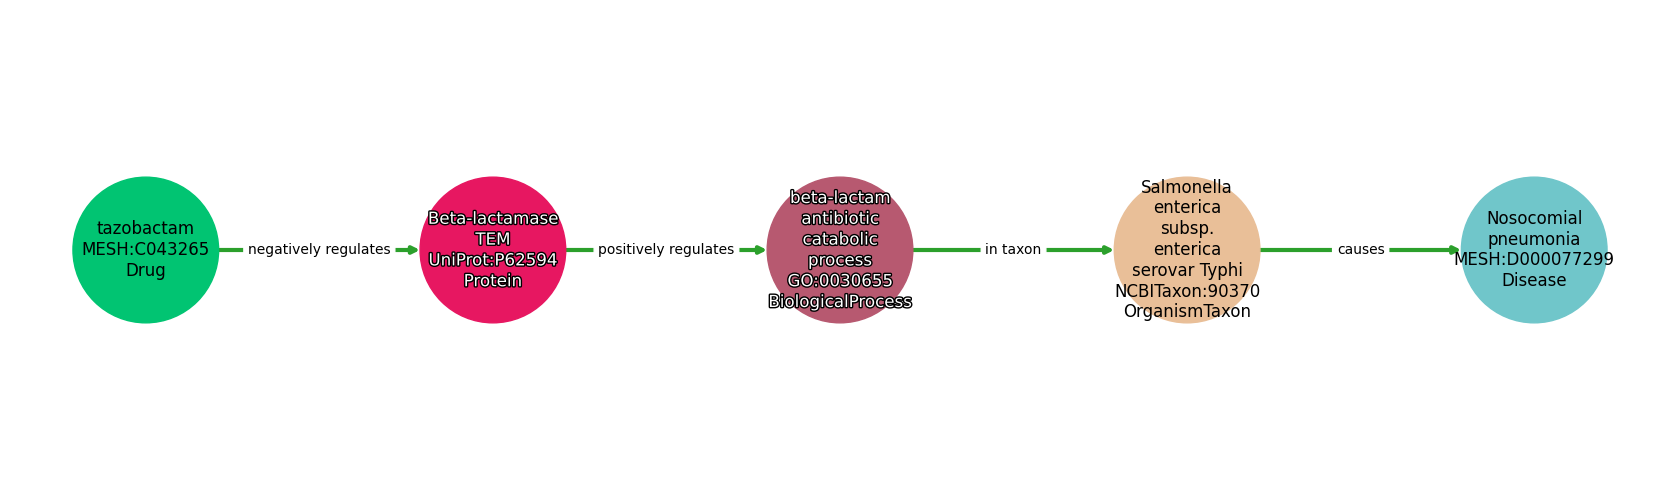 tazobactam
MESH:C043265
Drug
negatively regulates
Beta-lactamase
TEM
UniProt:P62594
Protein
positively regulates
beta-lactam
antibiotic
catabolic
process
GO:0030655
BiologicalProcess
in taxon
Salmonella
enterica
subsp.
enterica
serovar Typhi
NCBITaxon:90370
OrganismTaxon
causes
Nosocomial
pneumonia
MESH:D000077299
Disease